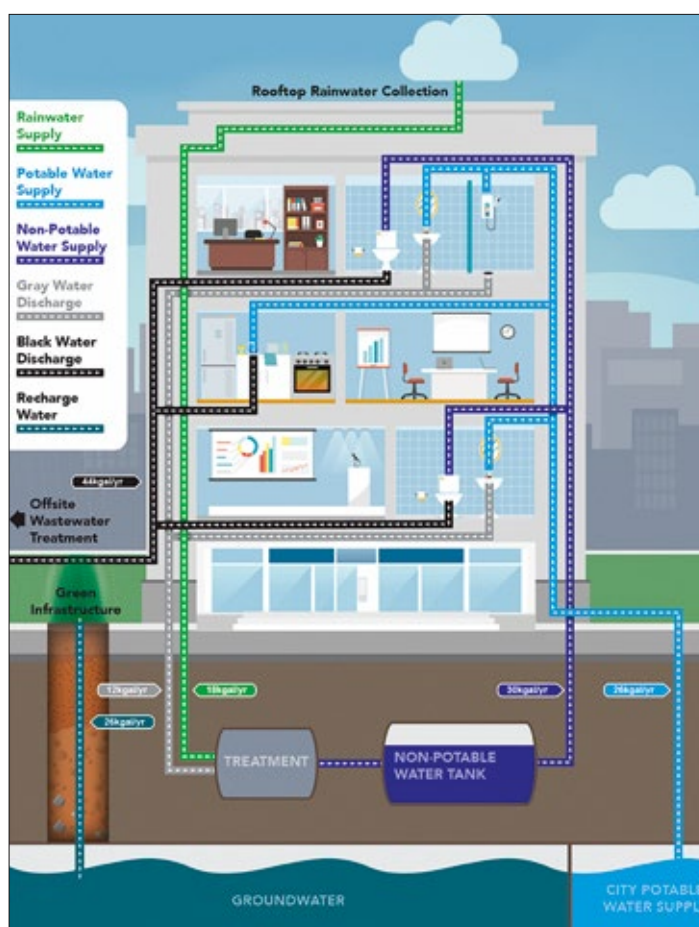 Rooftop Rainwater Collection
Rainwater
Supply
Potable Water
Supply
Non-Potable
Water Supply
Gray Water
Discharge
Black Water
Discharge
Recharge
Water
44kgal/yr
Offsite
Wastewater
Treatment
Green
Infrastructure
12kgal/yr
18kgal/yr
30kgal/yr
26kgal/yr
26kgal/yr
TREATMENT
NON-POTABLE
WATER TANK
GROUNDWATER
CITY POTABLE
WATER SUPPL